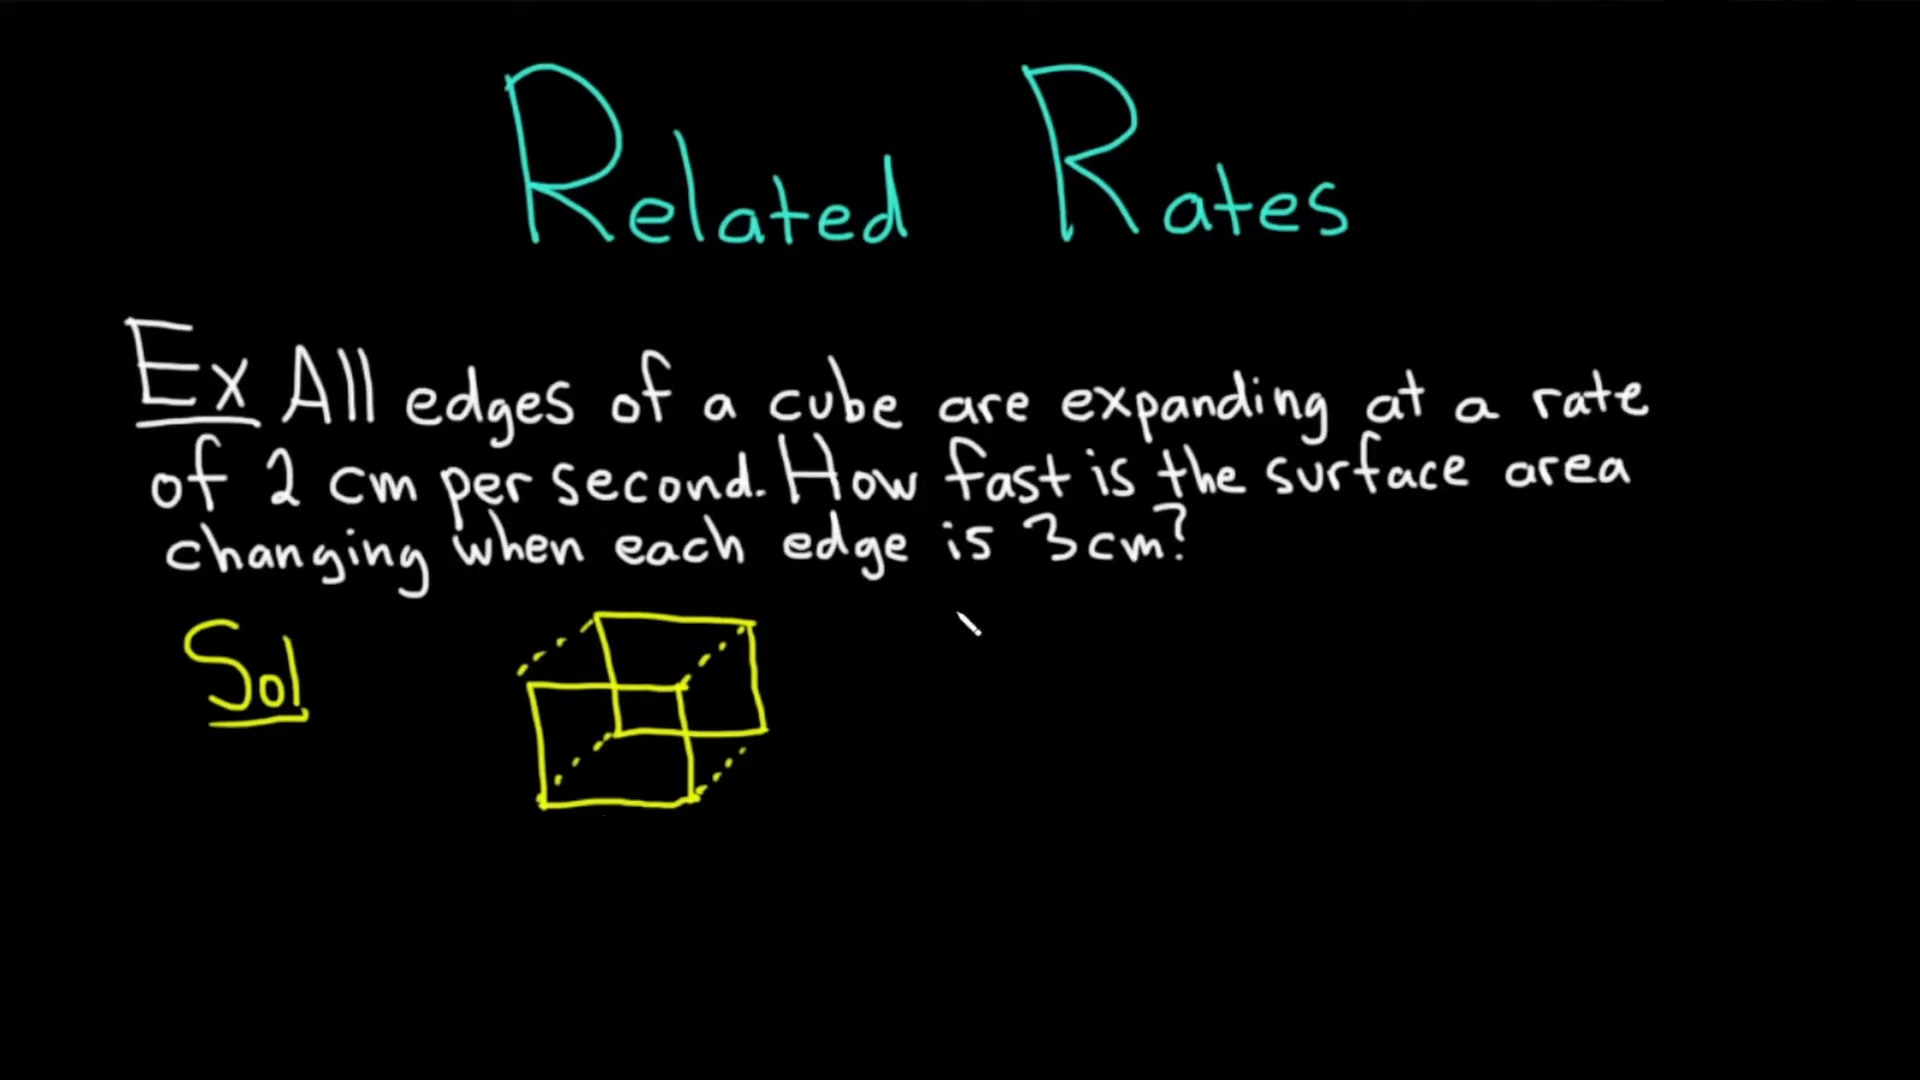 Related Rates
Ex All edges of a cube are expanding at a rate
of 2 cm per second. How fast is the surface area
changing when each edge is 3cm?
Sol